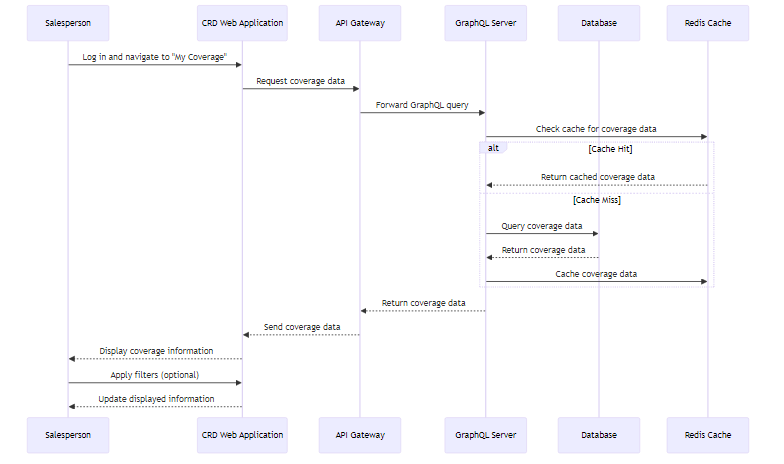 Salesperson
CRD Web Application
API Gateway
GraphQL Server
Database
Redis Cache
Log in and navigate to "My Coverage"
Request coverage data
Forward GraphQL query
Check cache for coverage data
alt
[Cache Hit]
Return cached coverage data
[Cache Miss]
Query coverage data
Return coverage data
Cache coverage data
Return coverage data
Send coverage data
Display coverage information
Apply filters (optional)
Update displayed information
Salesperson
CRD Web Application
API Gateway
GraphQL Server
Database
Redis Cache